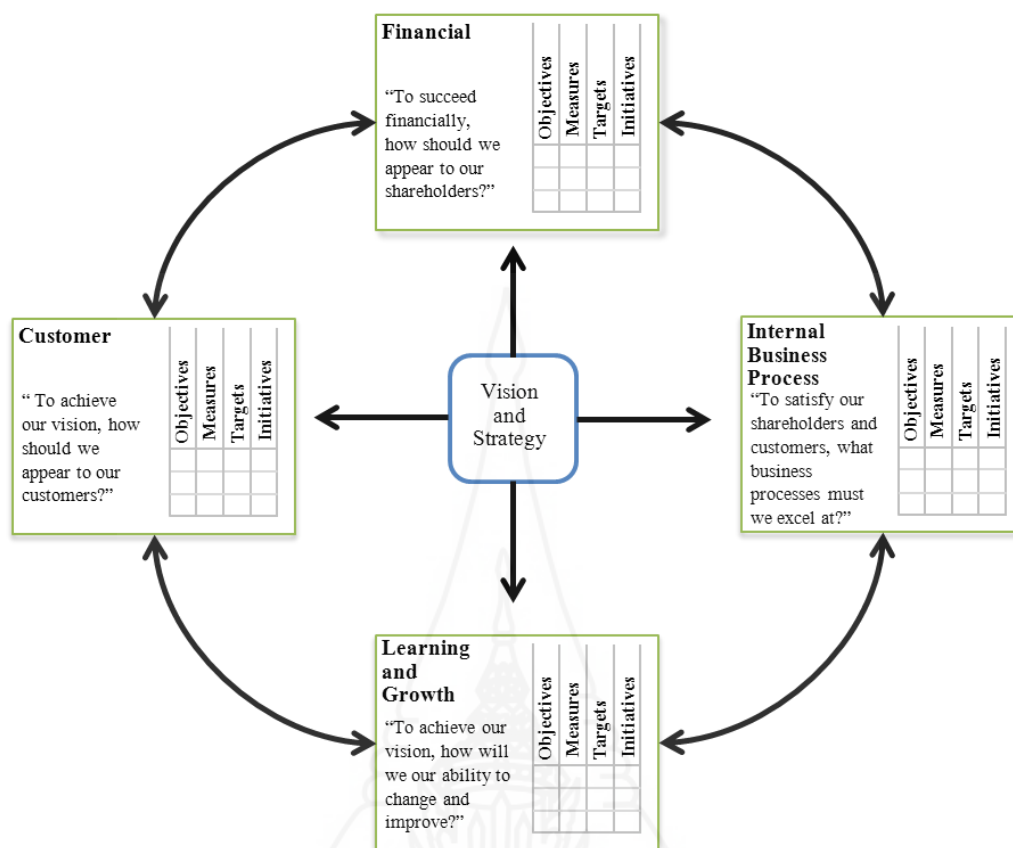 Financial
“To succeed
financially,
how should we
appear to our
shareholders?”
Objectives
Measures
Targets
Initiatives
Customer
“ To achieve
our vision, how
should we
appear to our
customers?”
Objectives
Measures
Targets
Initiatives
Vision
and
Strategy
Internal
Business
Process
“To satisfy our
shareholders and
customers, what
business
processes must
we excel at?”
Objectives
Measures
Targets
Initiatives
Learning
and
Growth
“To achieve our
vision, how will
we our ability to
change and
improve?”
Objectives
Measures
Targets
Initiatives